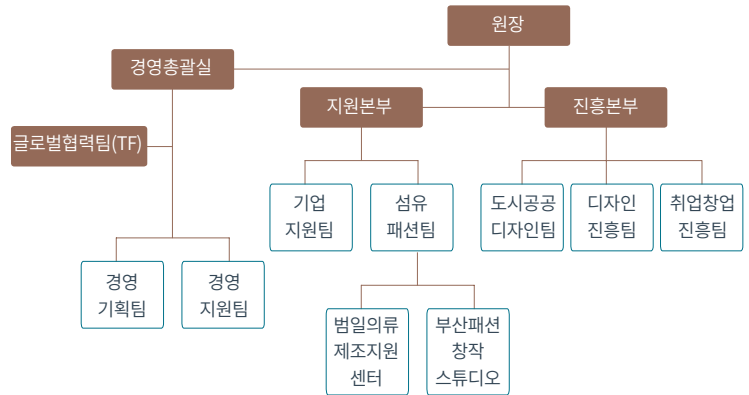 원장
경영총괄실
지원본부
진흥본부
글로벌협력팀(TF)
기업
지원팀
섬유
패션팀
도시공공
디자인팀
디자인
진흥팀
취업창업
진흥팀
경영
기획팀
경영
지원팀
범일의류
제조지원
센터
부산패션
창작
스튜디오